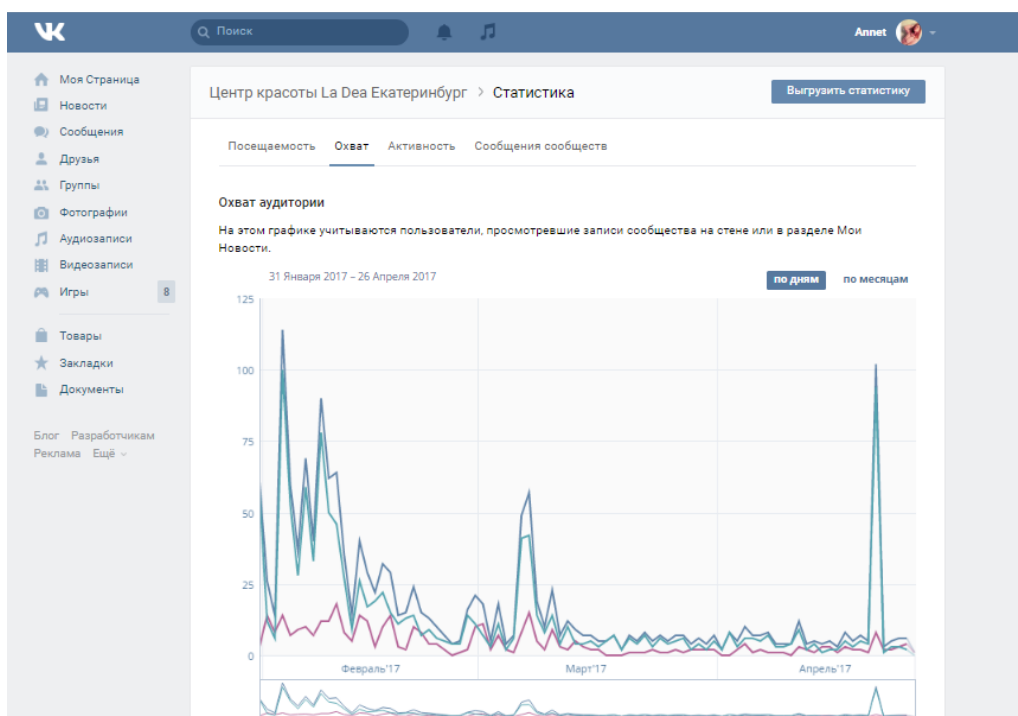 Поиск
Annet
Моя Страница
Новости
Сообщения
Друзья
Группы
Фотографии
Аудиозаписи
Видеозаписи
Игры 8
Товары
Закладки
Документы
Блог Разработчикам
Реклама Ещё
Центр красоты La Dea Екатеринбург > Статистика
Выгрузить статистику
Посещаемость Охват Активность Сообщения сообществ
Охват аудитории
На этом графике учитываются пользователи, просмотревшие записи сообщества на стене или в разделе Мои
Новости.
31 Января 2017 – 26 Апреля 2017
по дням по месяцам
125
100
75
50
25
0
Февраль'17 Март'17 Апрель'17